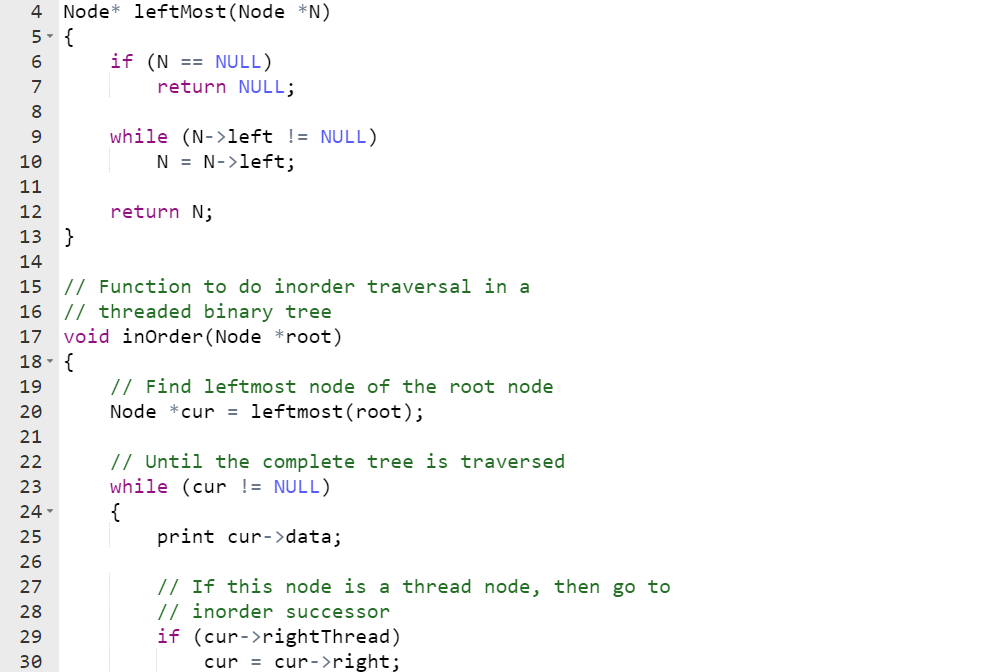 4 Node* leftMost(Node *N)
5 {
6 if (N == NULL)
7 return NULL;
8
9 while (N->left != NULL)
10 N = N->left;
11
12 return N;
13 }
14
15 // Function to do inorder traversal in a
16 // threaded binary tree
17 void inOrder(Node *root)
18 {
19 // Find leftmost node of the root node
20 Node *cur = leftmost(root);
21
22 // Until the complete tree is traversed
23 while (cur != NULL)
24 {
25 print cur->data;
26
27 // If this node is a thread node, then go to
28 // inorder successor
29 if (cur->rightThread)
30 cur = cur->right;